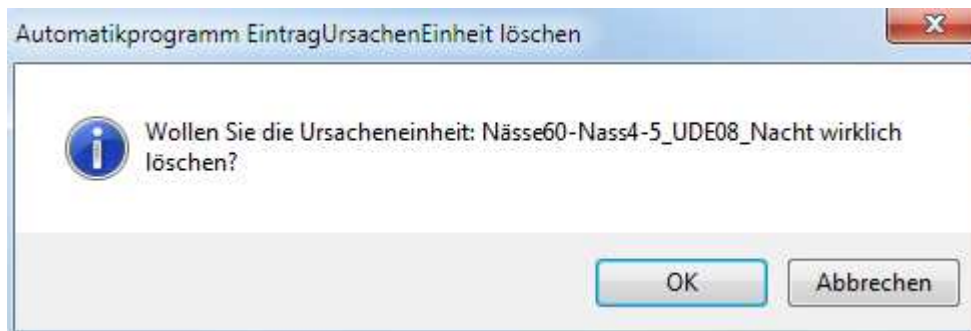 Automatikprogramm EintragUrsachenEinheit löschen
Wollen Sie die Ursacheneinheit: Nässe60-Nass4-5_UDE08_Nacht wirklich
löschen?
OK
Abbrechen